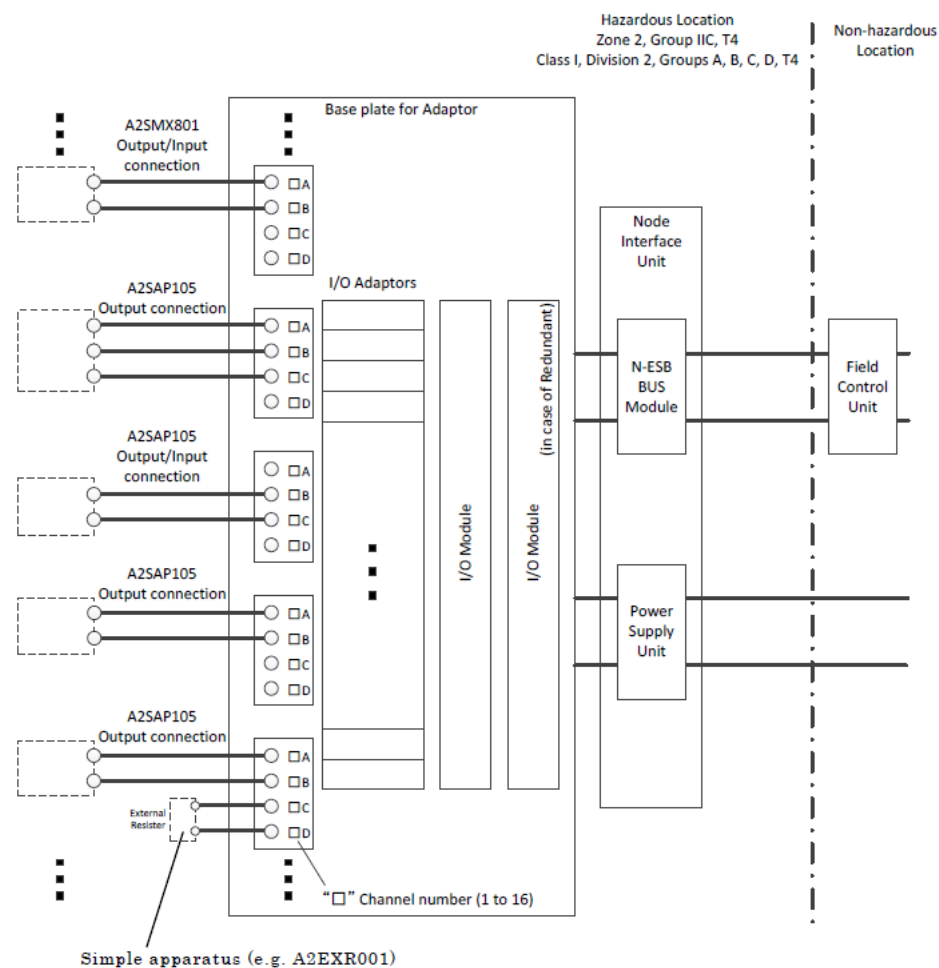 Hazardous Location
Zone 2, Group IIC, T4
Class I, Division 2, Groups A, B, C, D, T4
Non-hazardous
Location
Base plate for Adaptor
A2SMX801
Output/Input
connection
□A
□B
□C
□D
Node
Interface
Unit
I/O Adaptors
A2SAP105
Output connection
□A
□B
□C
□D
(in case of Redundant)
I/O Module
I/O Module
N-ESB
BUS
Module
Field
Control
Unit
A2SAP105
Output/Input
connection
□A
□B
□C
□D
A2SAP105
Output connection
□A
□B
□C
□D
Power
Supply
Unit
A2SAP105
Output connection
□A
□B
□C
□D
External
Resister
“□” Channel number (1 to 16)
Simple apparatus (e.g. A2EXR001)